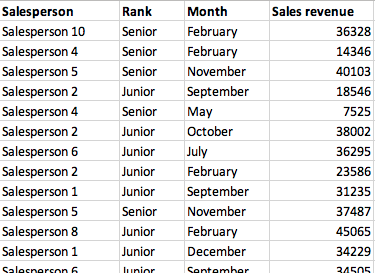 Salesperson Rank Month Sales revenue
Salesperson 10 Senior February 36328
Salesperson 4 Senior February 14346
Salesperson 5 Senior November 40103
Salesperson 2 Junior September 18546
Salesperson 4 Senior May 7525
Salesperson 2 Junior October 38002
Salesperson 6 Junior July 36295
Salesperson 2 Junior February 23586
Salesperson 1 Junior September 31235
Salesperson 5 Senior November 37487
Salesperson 8 Junior February 45065
Salesperson 1 Junior December 34229
Salesperson 6 Junior September 34505